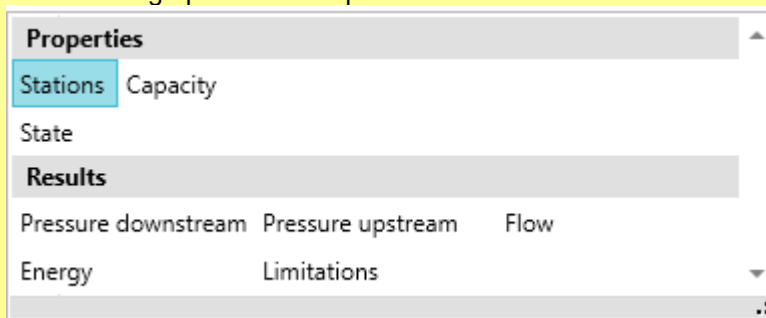 Properties
Stations Capacity
State
Results
Pressure downstream Pressure upstream Flow
Energy Limitations